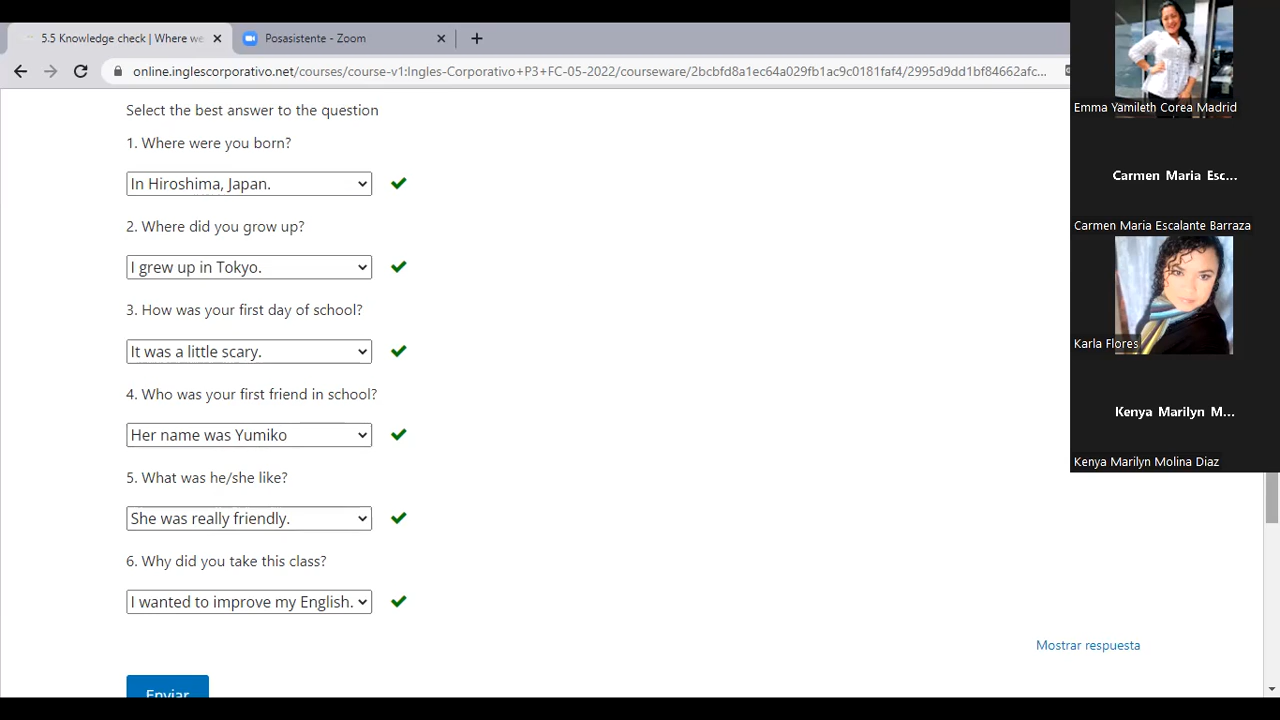 5.5 Knowledge check | Where we
Posasistente - Zoom
online.inglescorporativo.net/courses/course-v1:Ingles-Corporativo+P3+FC-05-2022/courseware/2bcbfd8a1ec64a029fb1ac9c0181faf4/2995d9dd1bf84662afc...
Select the best answer to the question
1. Where were you born?
In Hiroshima, Japan.
2. Where did you grow up?
I grew up in Tokyo.
3. How was your first day of school?
It was a little scary.
4. Who was your first friend in school?
Her name was Yumiko
5. What was he/she like?
She was really friendly.
6. Why did you take this class?
I wanted to improve my English.
Mostrar respuesta
Enviar
Emma Yamileth Corea Madrid
Carmen Maria Esc...
Carmen Maria Escalante Barraza
Karla Flores
Kenya Marilyn M...
Kenya Marilyn Molina Diaz